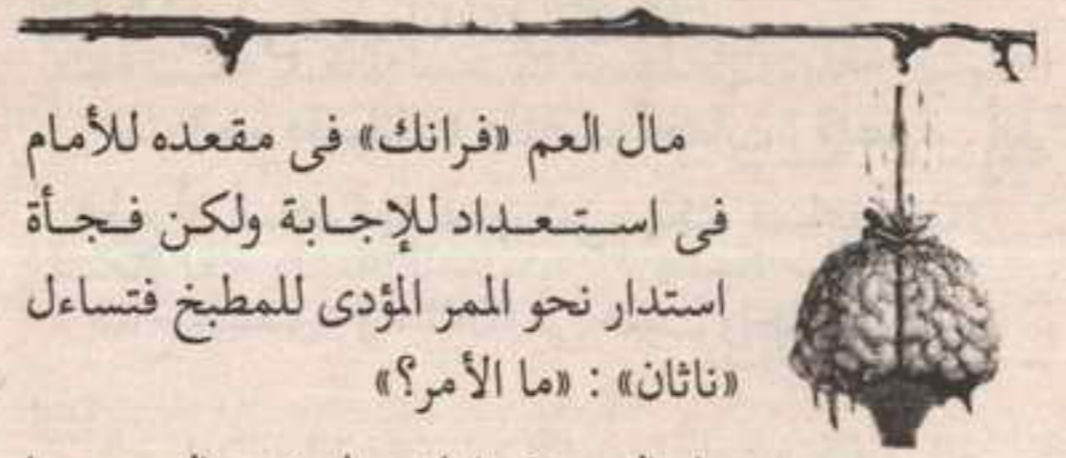 مال العم «فرانك» فى مقعده للأمام
فى استعداد للإجابة ولكن فجأة
استدار نحو الممر المؤدى للمطبخ فتساءل
«ناثان» : «ما الأمر؟»